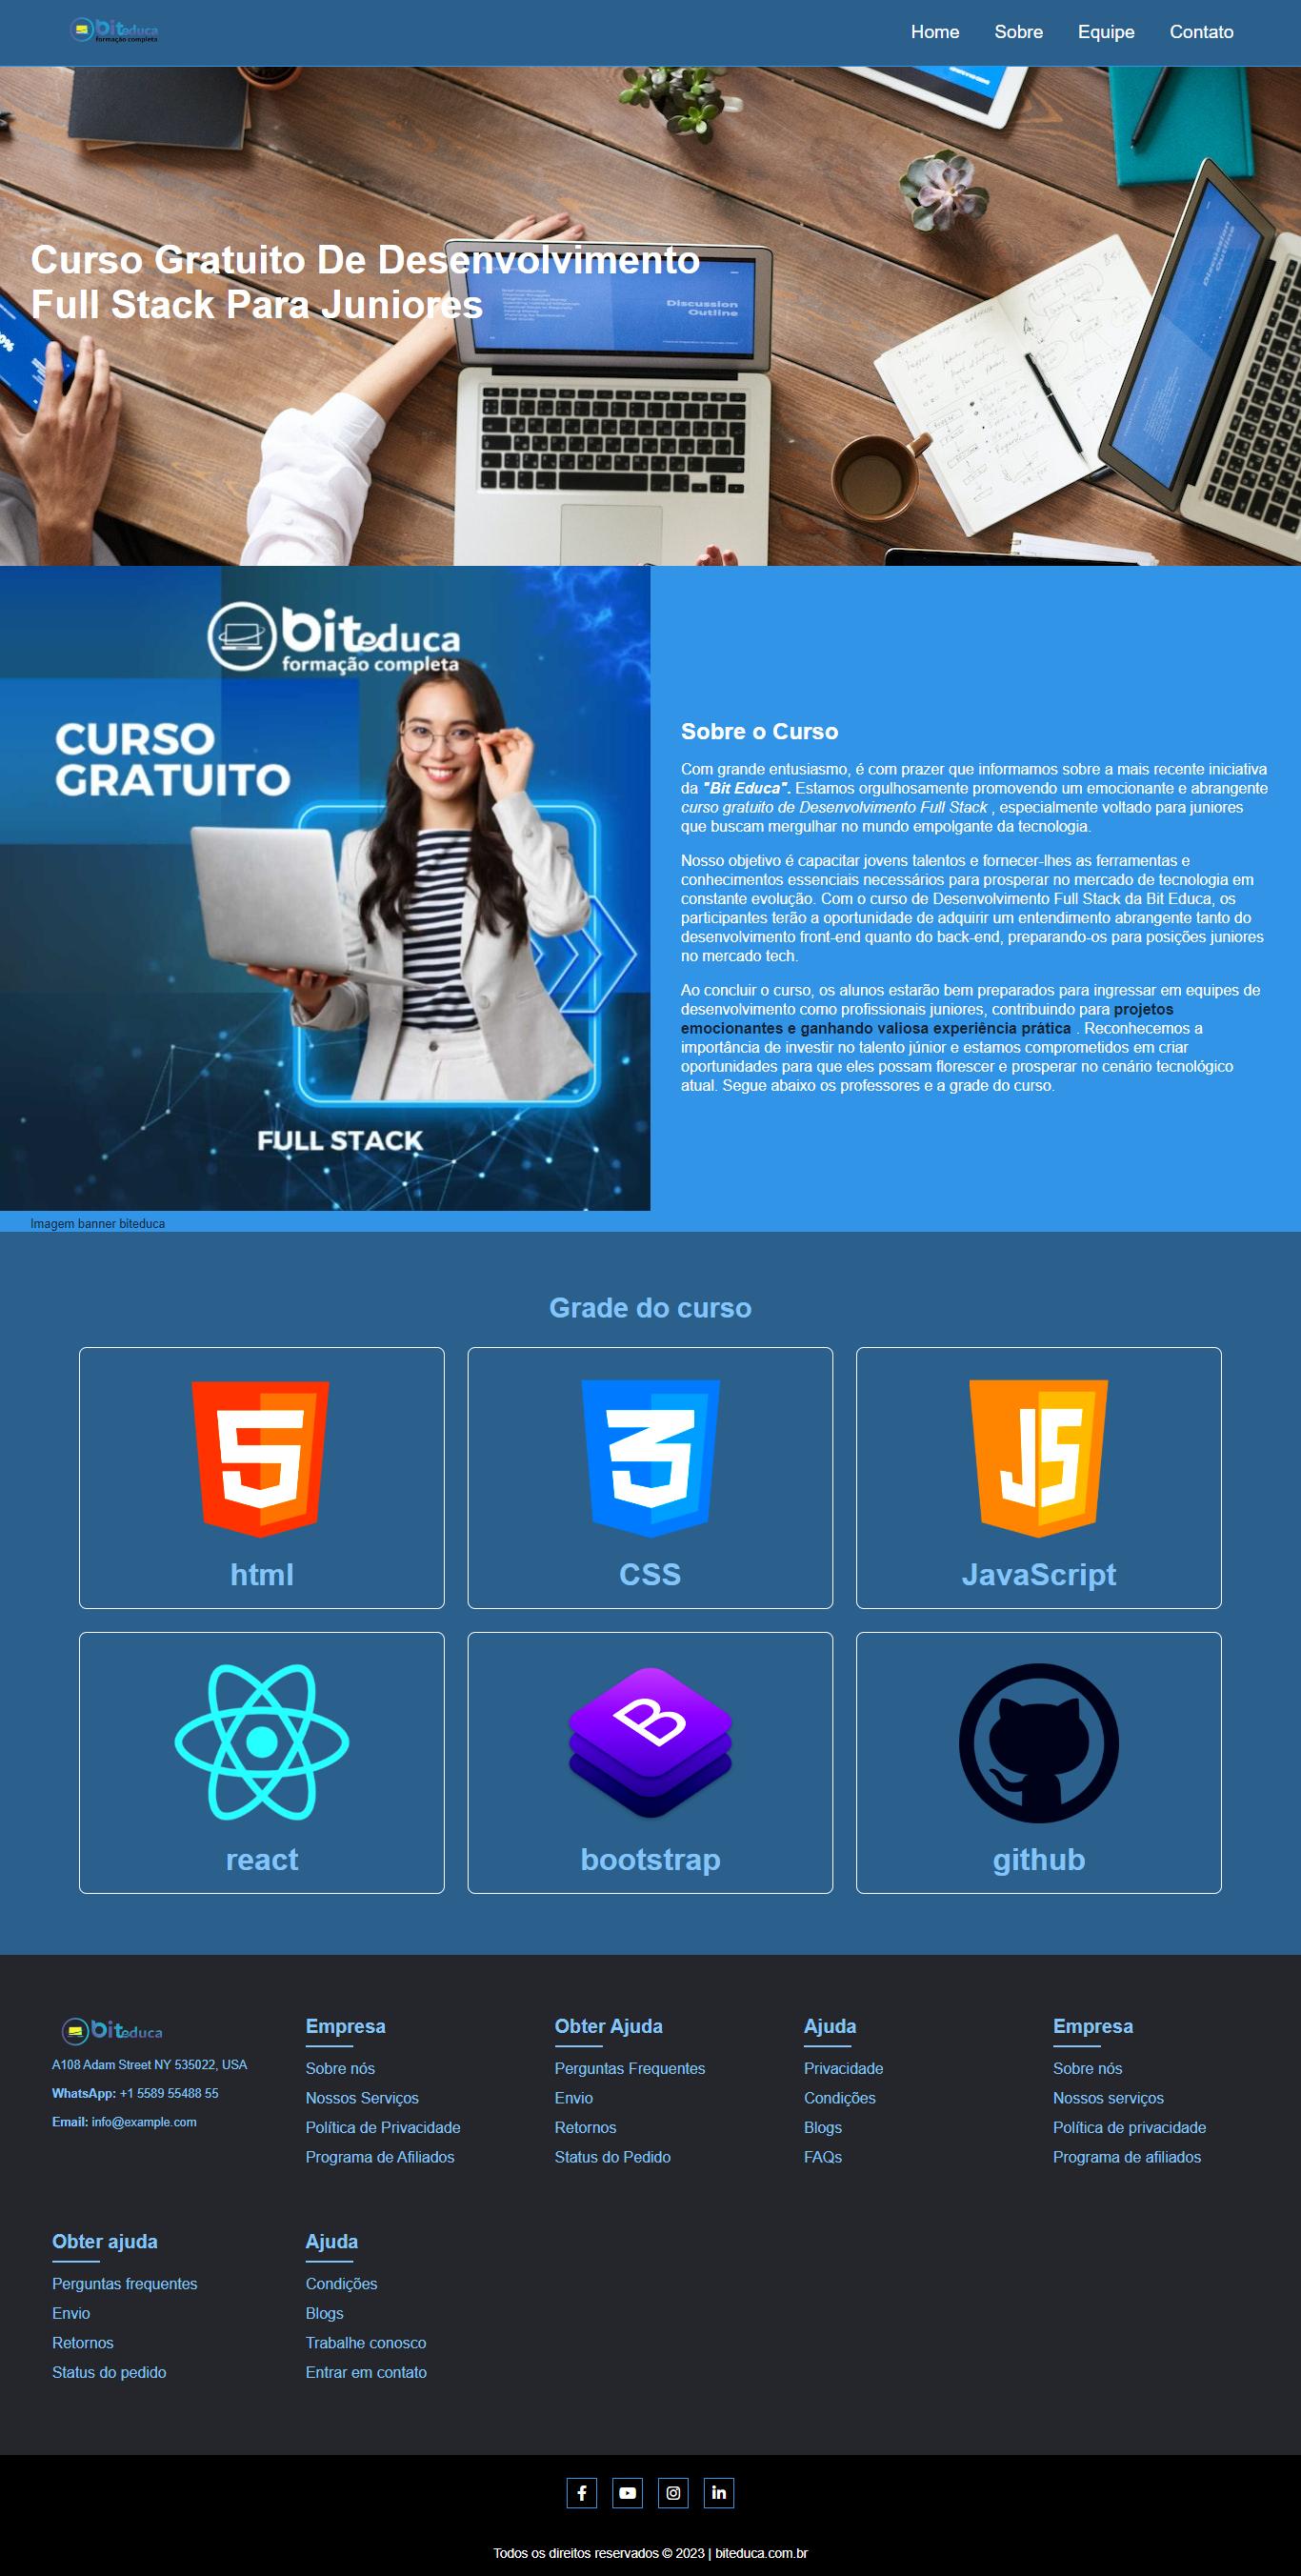 biteduca
formação completa
Home Sobre Equipe Contato
Curso Gratuito De Desenvolvimento
Full Stack Para Juniores
Discussion
Outline
Discussion
Outline
biteduca
formação completa
CURSO
GRATUITO
FULL STACK
Imagem banner biteduca
Sobre o Curso
Com grande entusiasmo, é com prazer que informamos sobre a mais recente iniciativa
da "Bit Educa". Estamos orgulhosamente promovendo um emocionante e abrangente
curso gratuito de Desenvolvimento Full Stack , especialmente voltado para juniores
que buscam mergulhar no mundo empolgante da tecnologia.
Nosso objetivo é capacitar jovens talentos e fornecer-lhes as ferramentas e
conhecimentos essenciais necessários para prosperar no mercado de tecnologia em
constante evolução. Com o curso de Desenvolvimento Full Stack da Bit Educa, os
participantes terão a oportunidade de adquirir um entendimento abrangente tanto do
desenvolvimento front-end quanto do back-end, preparando-os para posições juniores
no mercado tech.
Ao concluir o curso, os alunos estarão bem preparados para ingressar em equipes de
desenvolvimento como profissionais juniores, contribuindo para projetos
emocionantes e ganhando valiosa experiência prática . Reconhecemos a
importância de investir no talento júnior e estamos comprometidos em criar
oportunidades para que eles possam florescer e prosperar no cenário tecnológico
atual. Segue abaixo os professores e a grade do curso.
Grade do curso
5
3
JS
html
CSS
JavaScript
B
react
bootstrap
github
biteduca
A108 Adam Street NY 535022, USA
WhatsApp: +1 5589 55488 55
Email: info@example.com
Empresa
Sobre nós
Nossos Serviços
Política de Privacidade
Programa de Afiliados
Obter Ajuda
Perguntas Frequentes
Envio
Retornos
Status do Pedido
Ajuda
Privacidade
Condições
Blogs
FAQs
Empresa
Sobre nós
Nossos serviços
Política de privacidade
Programa de afiliados
Obter ajuda
Perguntas frequentes
Envio
Retornos
Status do pedido
Ajuda
Condições
Blogs
Trabalhe conosco
Entrar em contato
f
in
Todos os direitos reservados © 2023 | biteduca.com.br